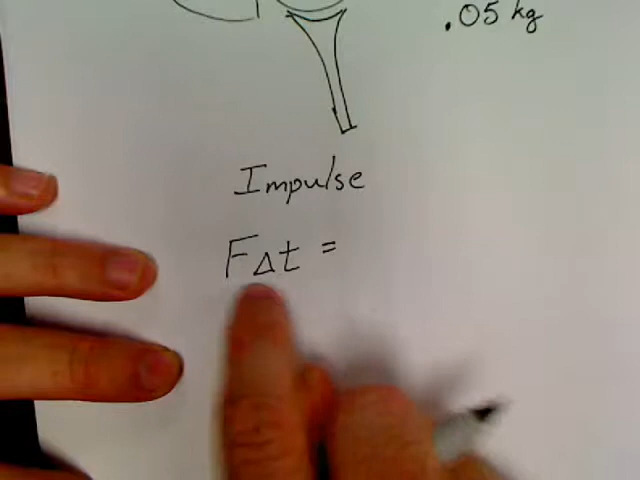 .05 kg
Impulse
FΔt =